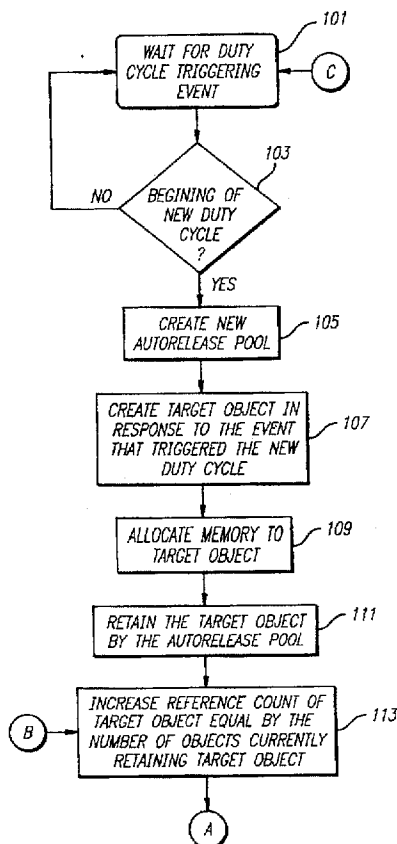 101
WAIT FOR DUTY
CYCLE TRIGGERING
EVENT
C
103
NO
BEGINING OF
NEW DUTY
CYCLE
?
YES
CREATE NEW
AUTORELEASE POOL
105
CREATE TARGET OBJECT IN
RESPONSE TO THE EVENT
THAT TRIGGERED THE NEW
DUTY CYCLE
107
ALLOCATE MEMORY TO
TARGET OBJECT
109
RETAIN THE TARGET OBJECT
BY THE AUTORELEASE POOL
111
INCREASE REFERENCE COUNT OF
TARGET OBJECT EQUAL BY THE
NUMBER OF OBJECTS CURRENTLY
RETAINING TARGET OBJECT
113
B
A